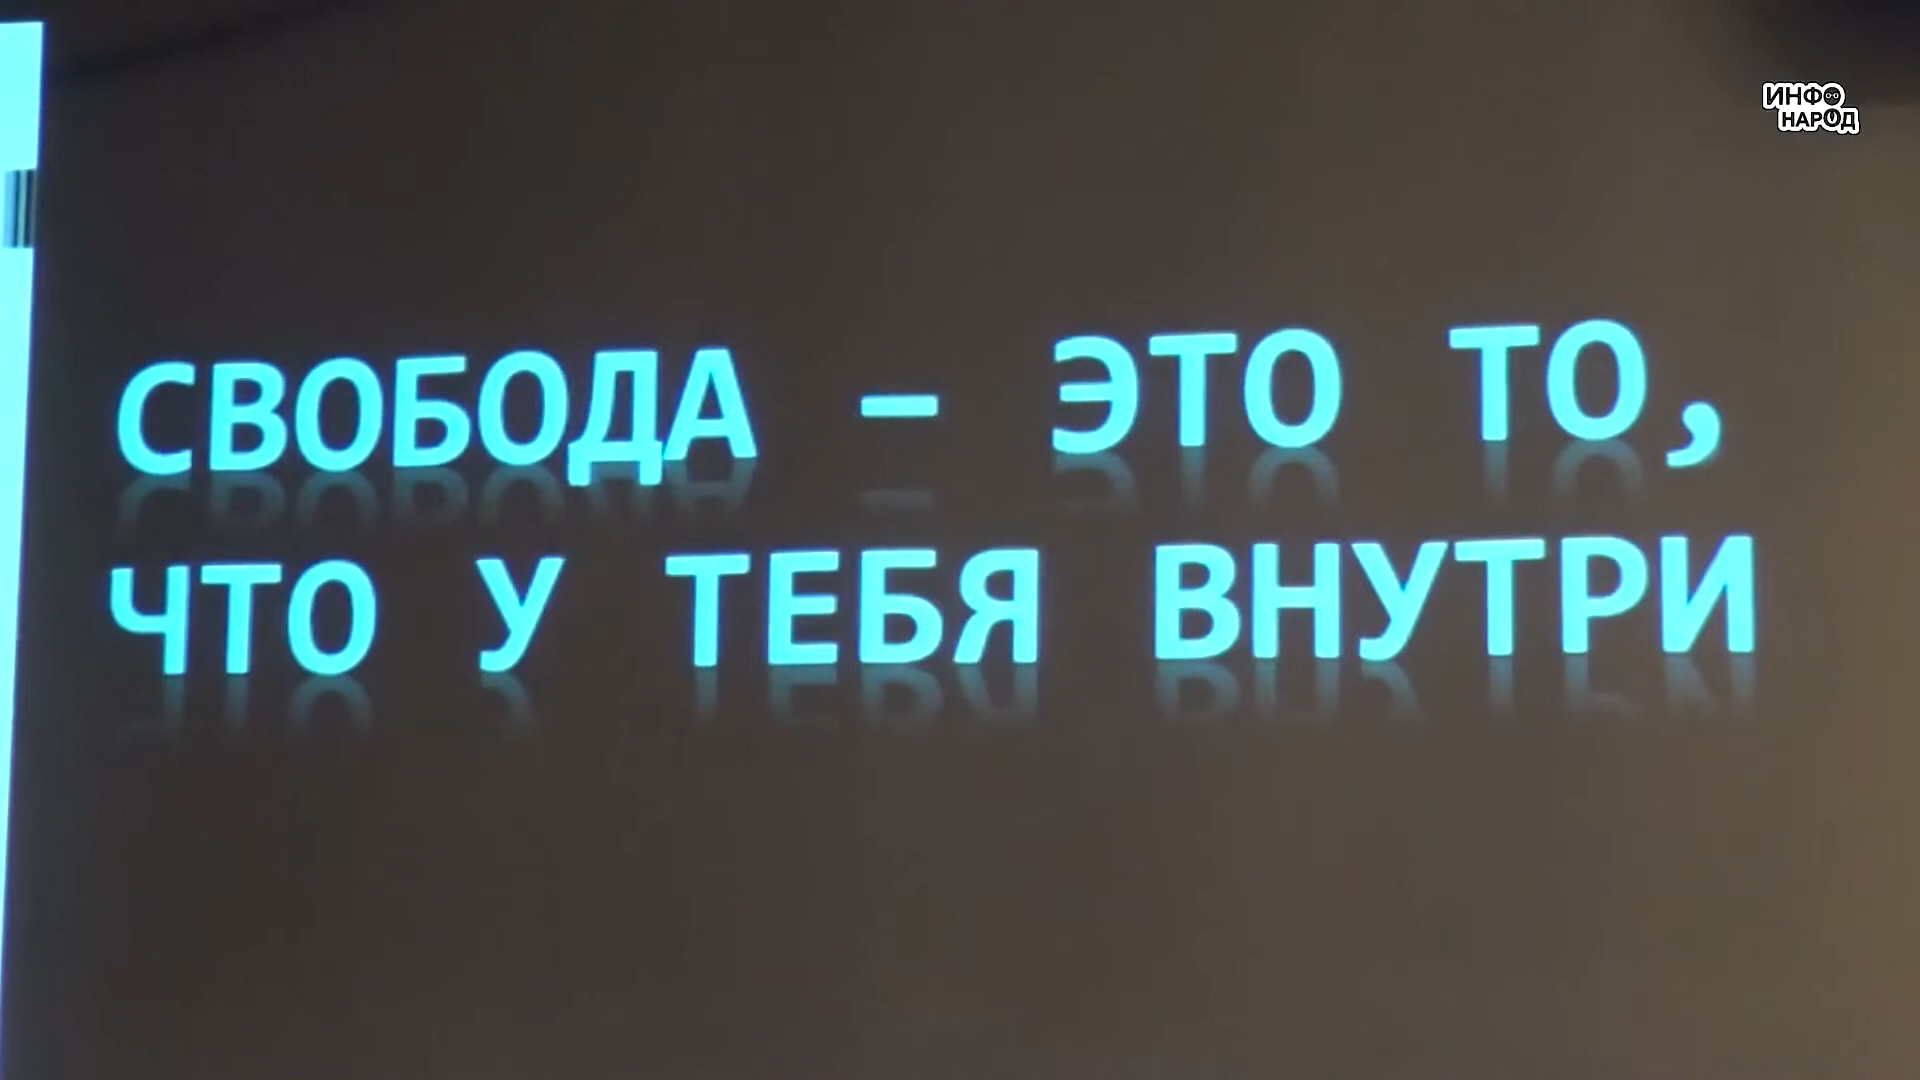 ИНФО
НАРОД
СВОБОДА – ЭТО ТО,
ЧТО У ТЕБЯ ВНУТРИ